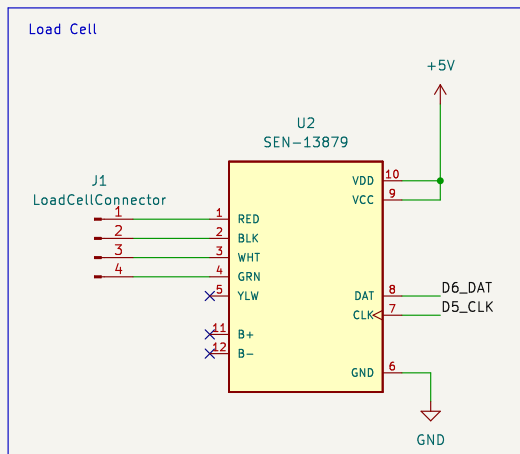 Load Cell
+5V
U2
SEN-13879
J1
LoadCellConnector
VDD 10
VCC 9
1 1 RED
2 2 BLK
3 3 WHT
4 4 GRN
5 YLW
DAT 8 D6_DAT
CLK 7 D5_CLK
11 B+
12 B-
GND 6
GND